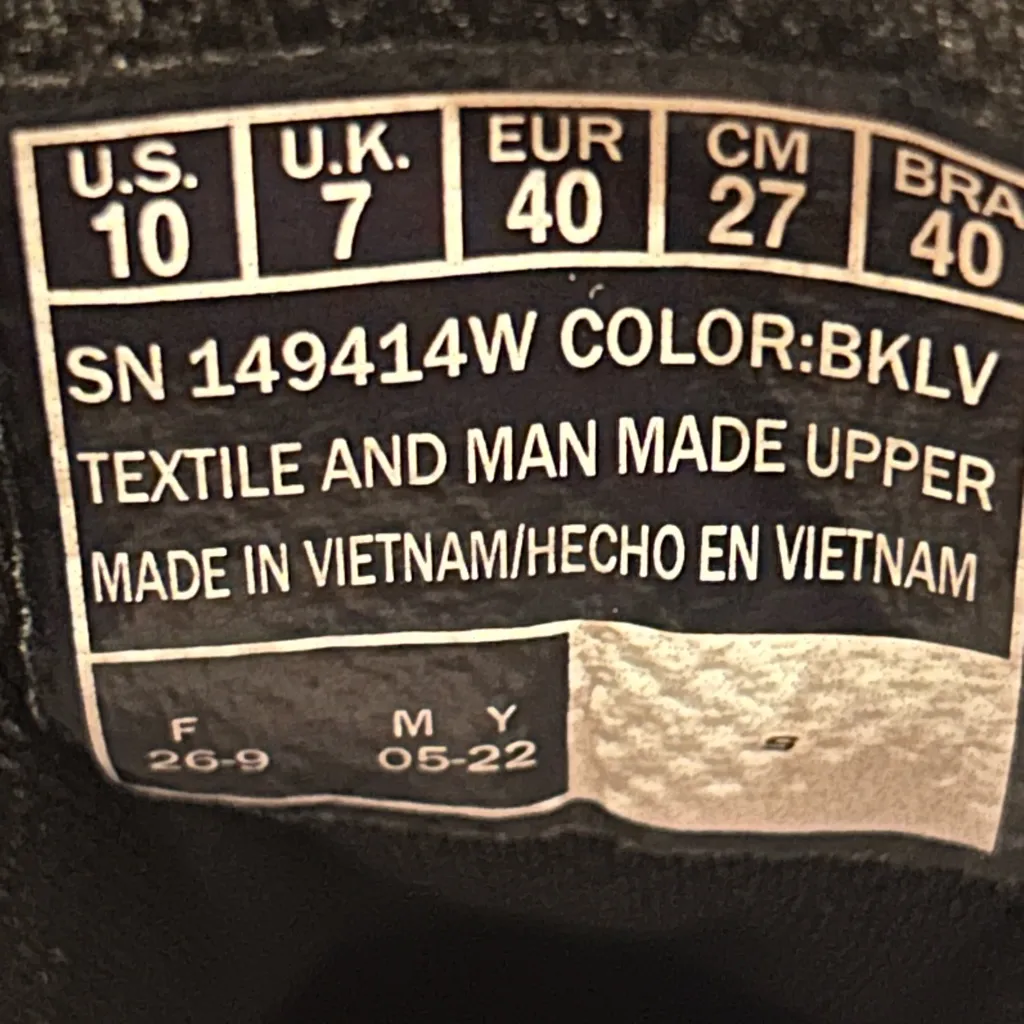 U.S. U.K. EUR CM BRA
10 7 40 27 40
SN 149414W COLOR:BKLV
TEXTILE AND MAN MADE UPPER
MADE IN VIETNAM/HECHO EN VIETNAM
F M Y
26-9 05-22